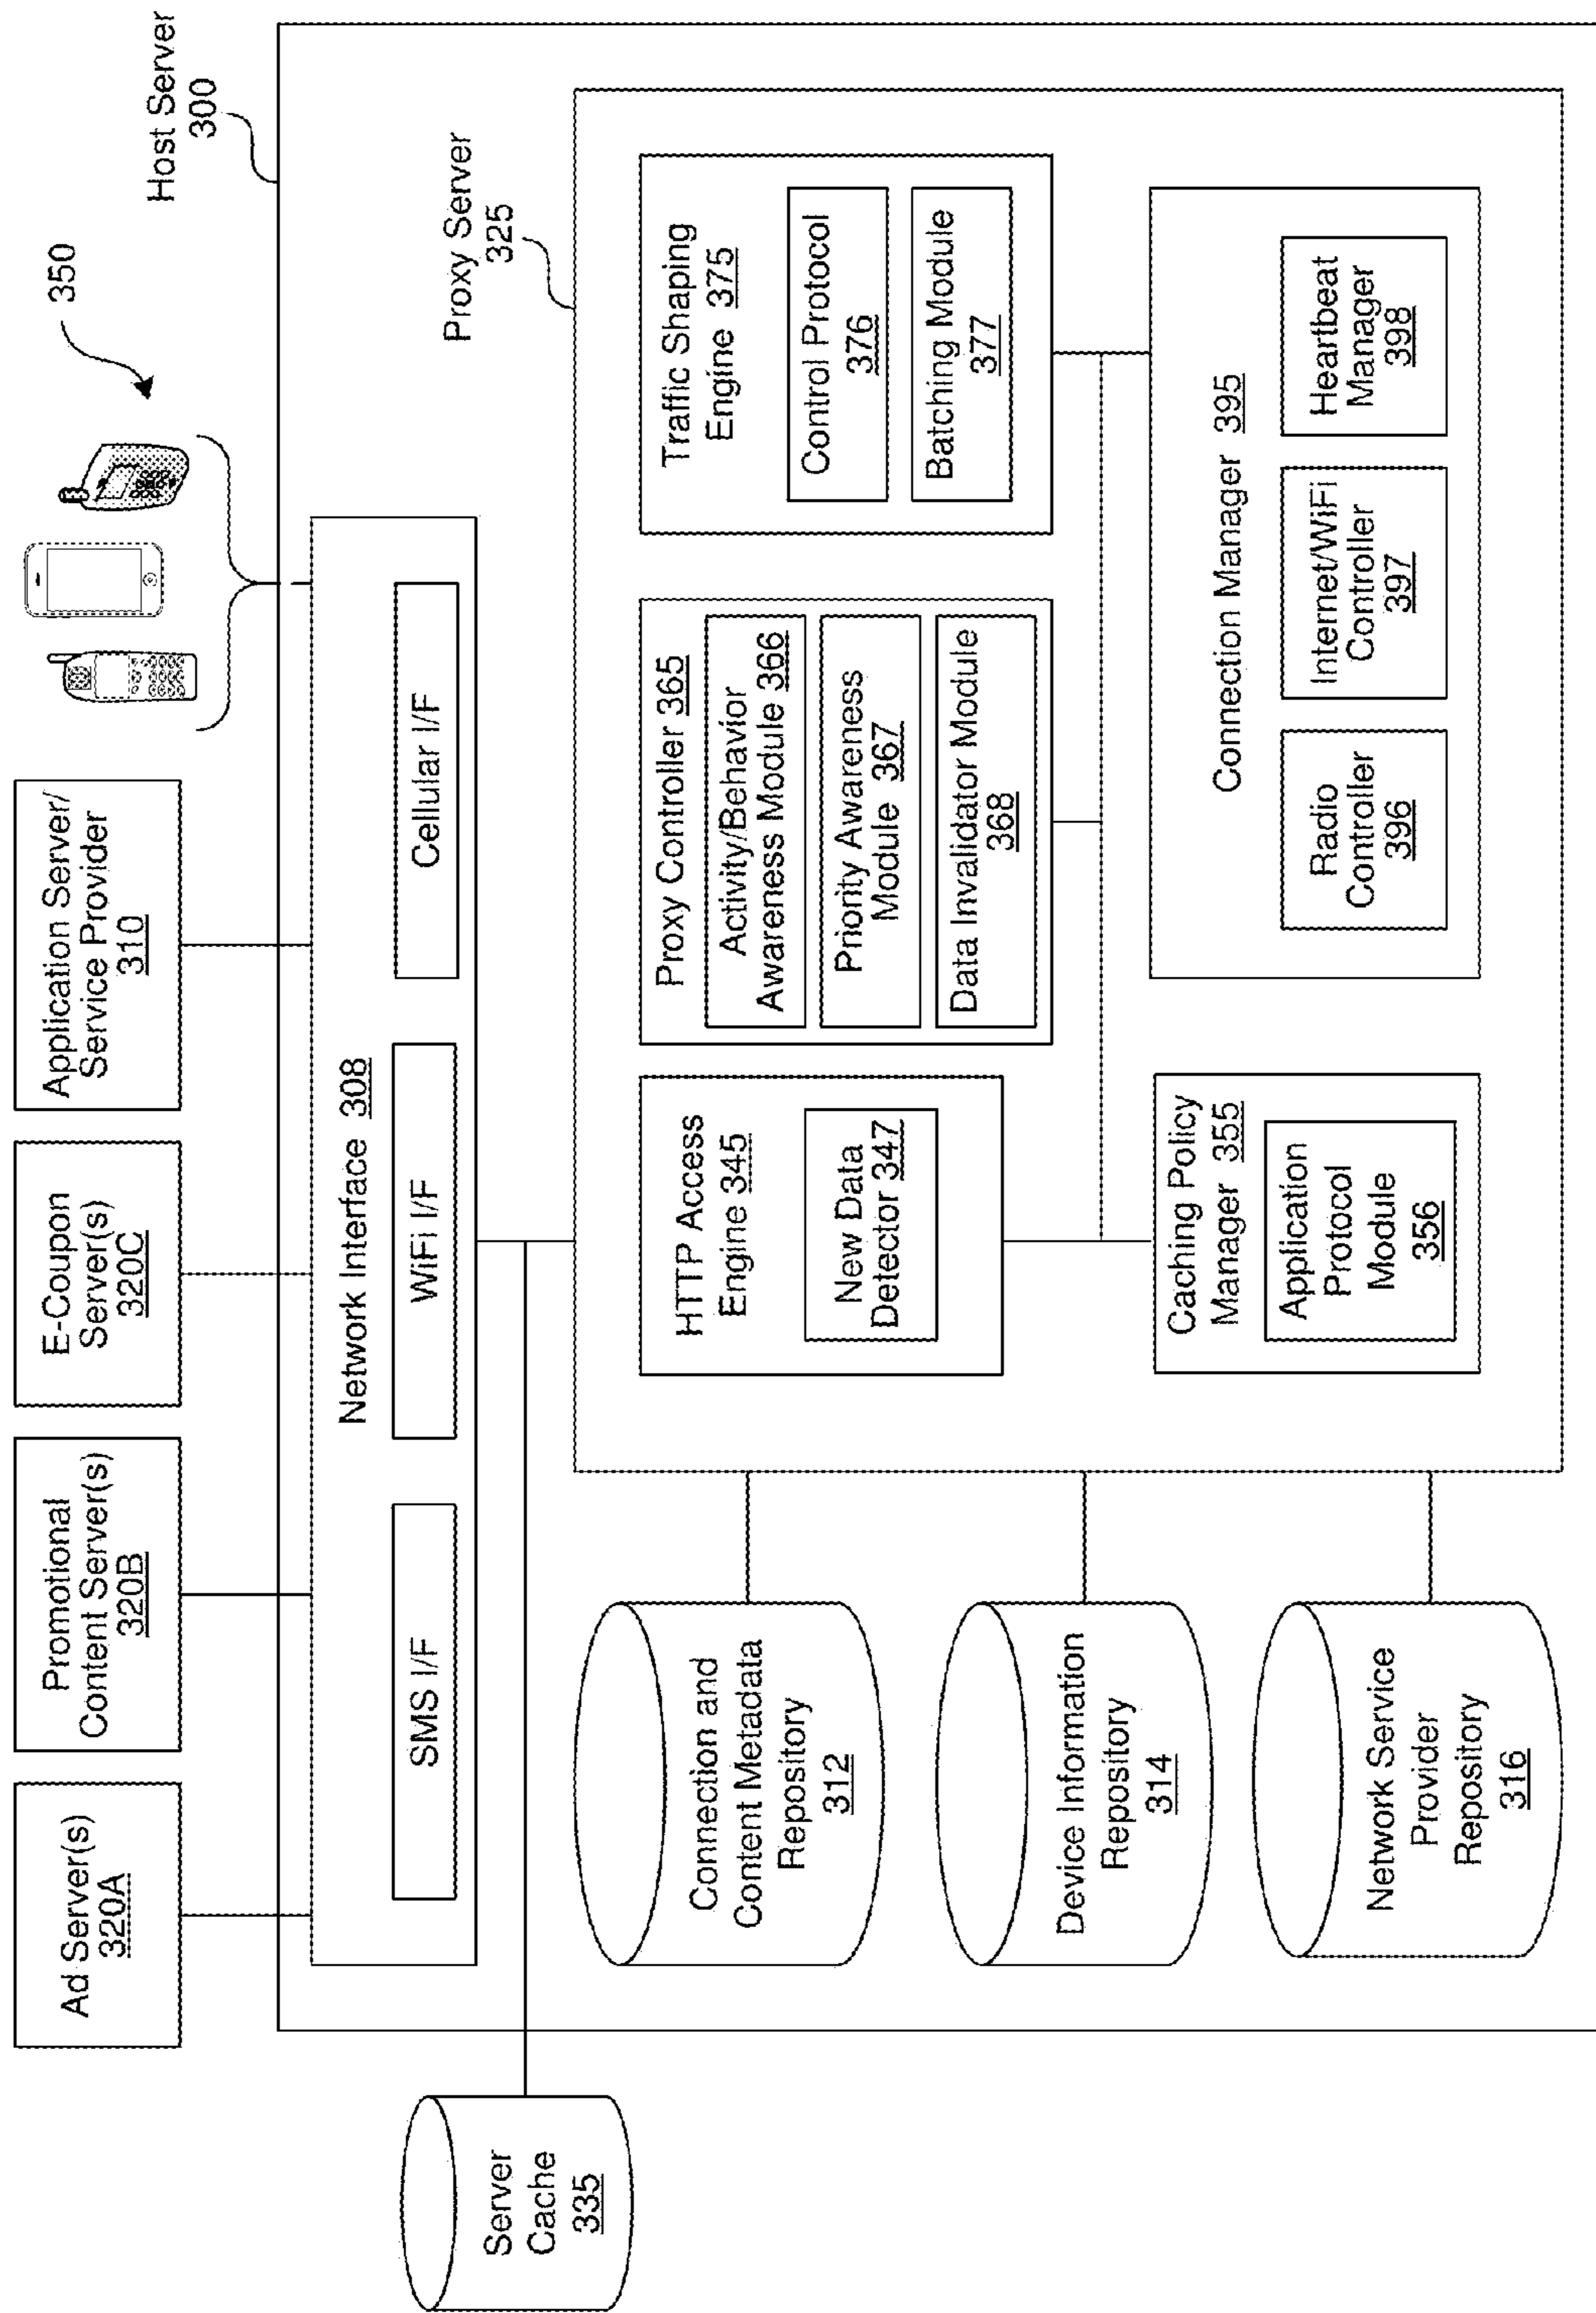 Ad Server(s)
320A
Promotional
Content Server(s)
320B
E-Coupon
Server(s)
320C
Application Server/
Service Provider
310
350
Host Server
300
Network Interface 308
SMS I/F
WiFi I/F
Cellular I/F
Server
Cache
335
Proxy Server
325
Connection and
Content Metadata
Repository
312
Device Information
Repository
314
Network Service
Provider
Repository
316
HTTP Access
Engine 345
New Data
Detector 347
Proxy Controller 365
Activity/Behavior
Awareness Module 366
Priority Awareness
Module 367
Data Invalidator Module
368
Traffic Shaping
Engine 375
Control Protocol
376
Batching Module
377
Caching Policy
Manager 355
Application
Protocol
Module
356
Connection Manager 395
Radio
Controller
396
Internet/WiFi
Controller
397
Heartbeat
Manager
398